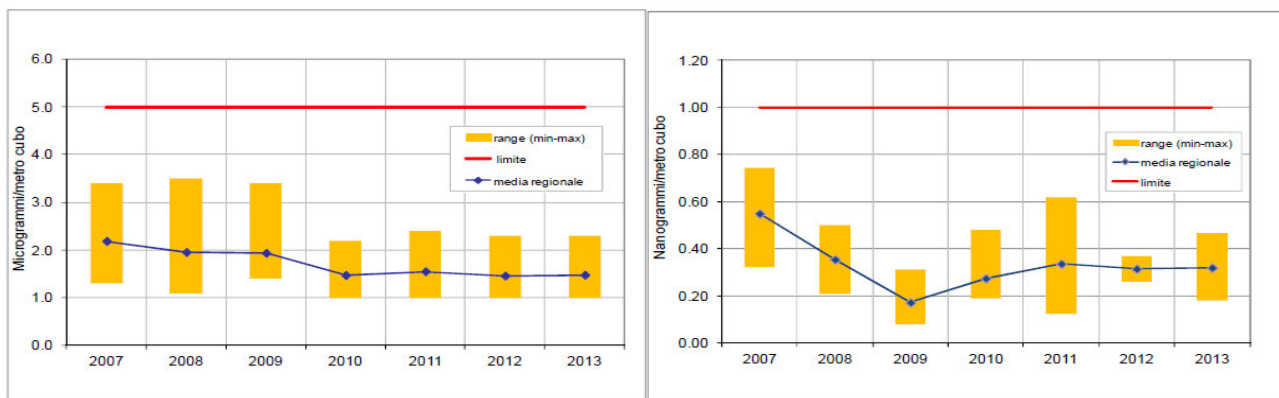 Microgrammi/metro cubo
6.0
5.0
4.0
3.0
2.0
1.0
0.0
range (min-max)
limite
media regionale
2007 2008 2009 2010 2011 2012 2013
Nanogrammi/metro cubo
1.20
1.00
0.80
0.60
0.40
0.20
0.00
range (min-max)
media regionale
limite
2007 2008 2009 2010 2011 2012 2013